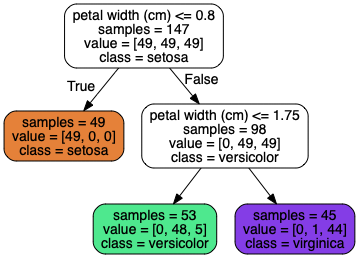 petal width (cm) <= 0.8
samples = 147
value = [49, 49, 49]
class = setosa
True
False
samples = 49
value = [49, 0, 0]
class = setosa
petal width (cm) <= 1.75
samples = 98
value = [0, 49, 49]
class = versicolor
samples = 53
value = [0, 48, 5]
class = versicolor
samples = 45
value = [0, 1, 44]
class = virginica